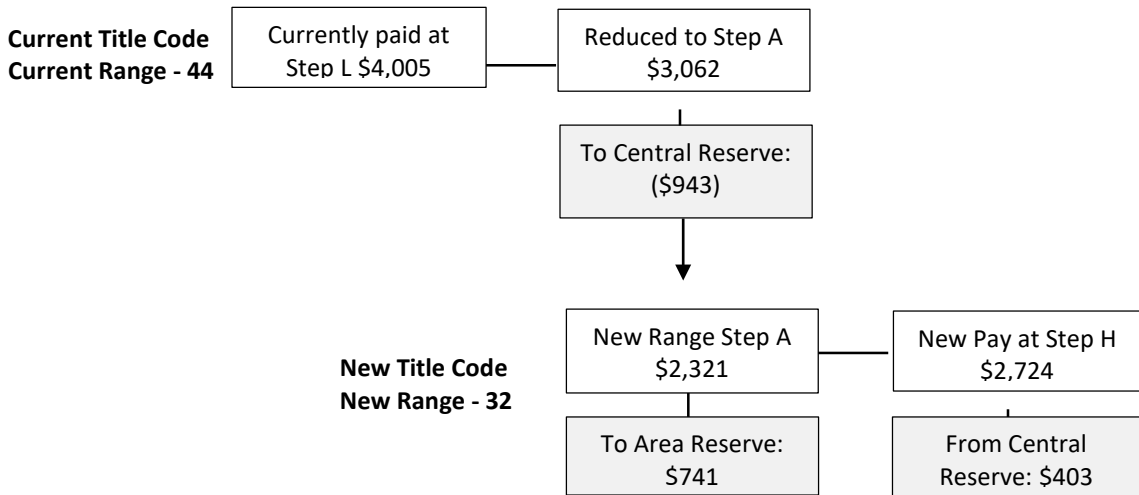 Current Title Code
Current Range - 44
Currently paid at
Step L $4,005
Reduced to Step A
$3,062
To Central Reserve:
($943)
New Title Code
New Range - 32
New Range Step A
$2,321
New Pay at Step H
$2,724
To Area Reserve:
$741
From Central
Reserve: $403